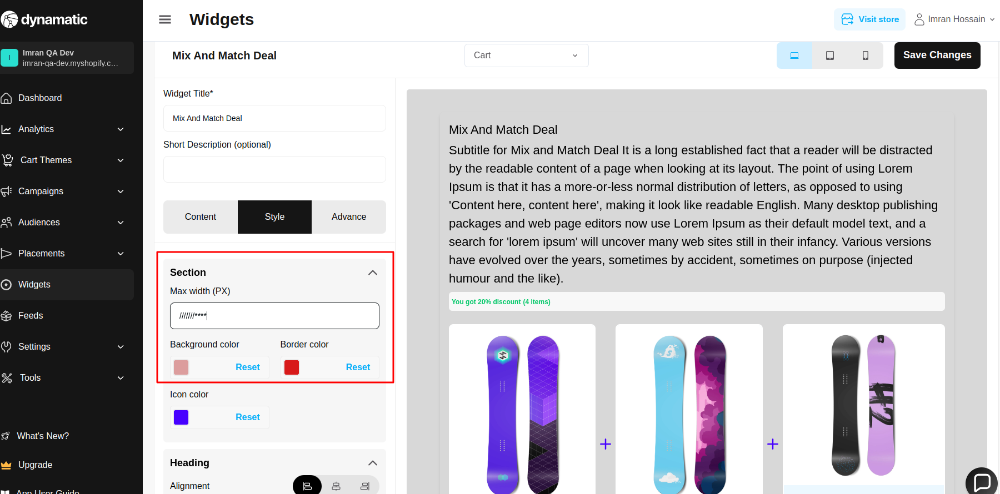 dynamatic
Widgets
Visit store
Imran Hossain
I
Imran QA Dev
imran-qa-dev.myshopify.c...
Dashboard
Analytics
Cart Themes
Campaigns
Audiences
Placements
Widgets
Feeds
Settings
Tools
What's New?
Upgrade
App User Guide
Mix And Match Deal
Cart
Save Changes
Widget Title*
Mix And Match Deal
Short Description (optional)
Content
Style
Advance
Section
Max width (PX)
///////****
Background color
Border color
Reset
Reset
Icon color
Reset
Heading
Alignment
Mix And Match Deal
Subtitle for Mix and Match Deal It is a long established fact that a reader will be distracted
by the readable content of a page when looking at its layout. The point of using Lorem
Ipsum is that it has a more-or-less normal distribution of letters, as opposed to using
'Content here, content here', making it look like readable English. Many desktop publishing
packages and web page editors now use Lorem Ipsum as their default model text, and a
search for 'lorem ipsum' will uncover many web sites still in their infancy. Various versions
have evolved over the years, sometimes by accident, sometimes on purpose (injected
humour and the like).
You got 20% discount (4 items)